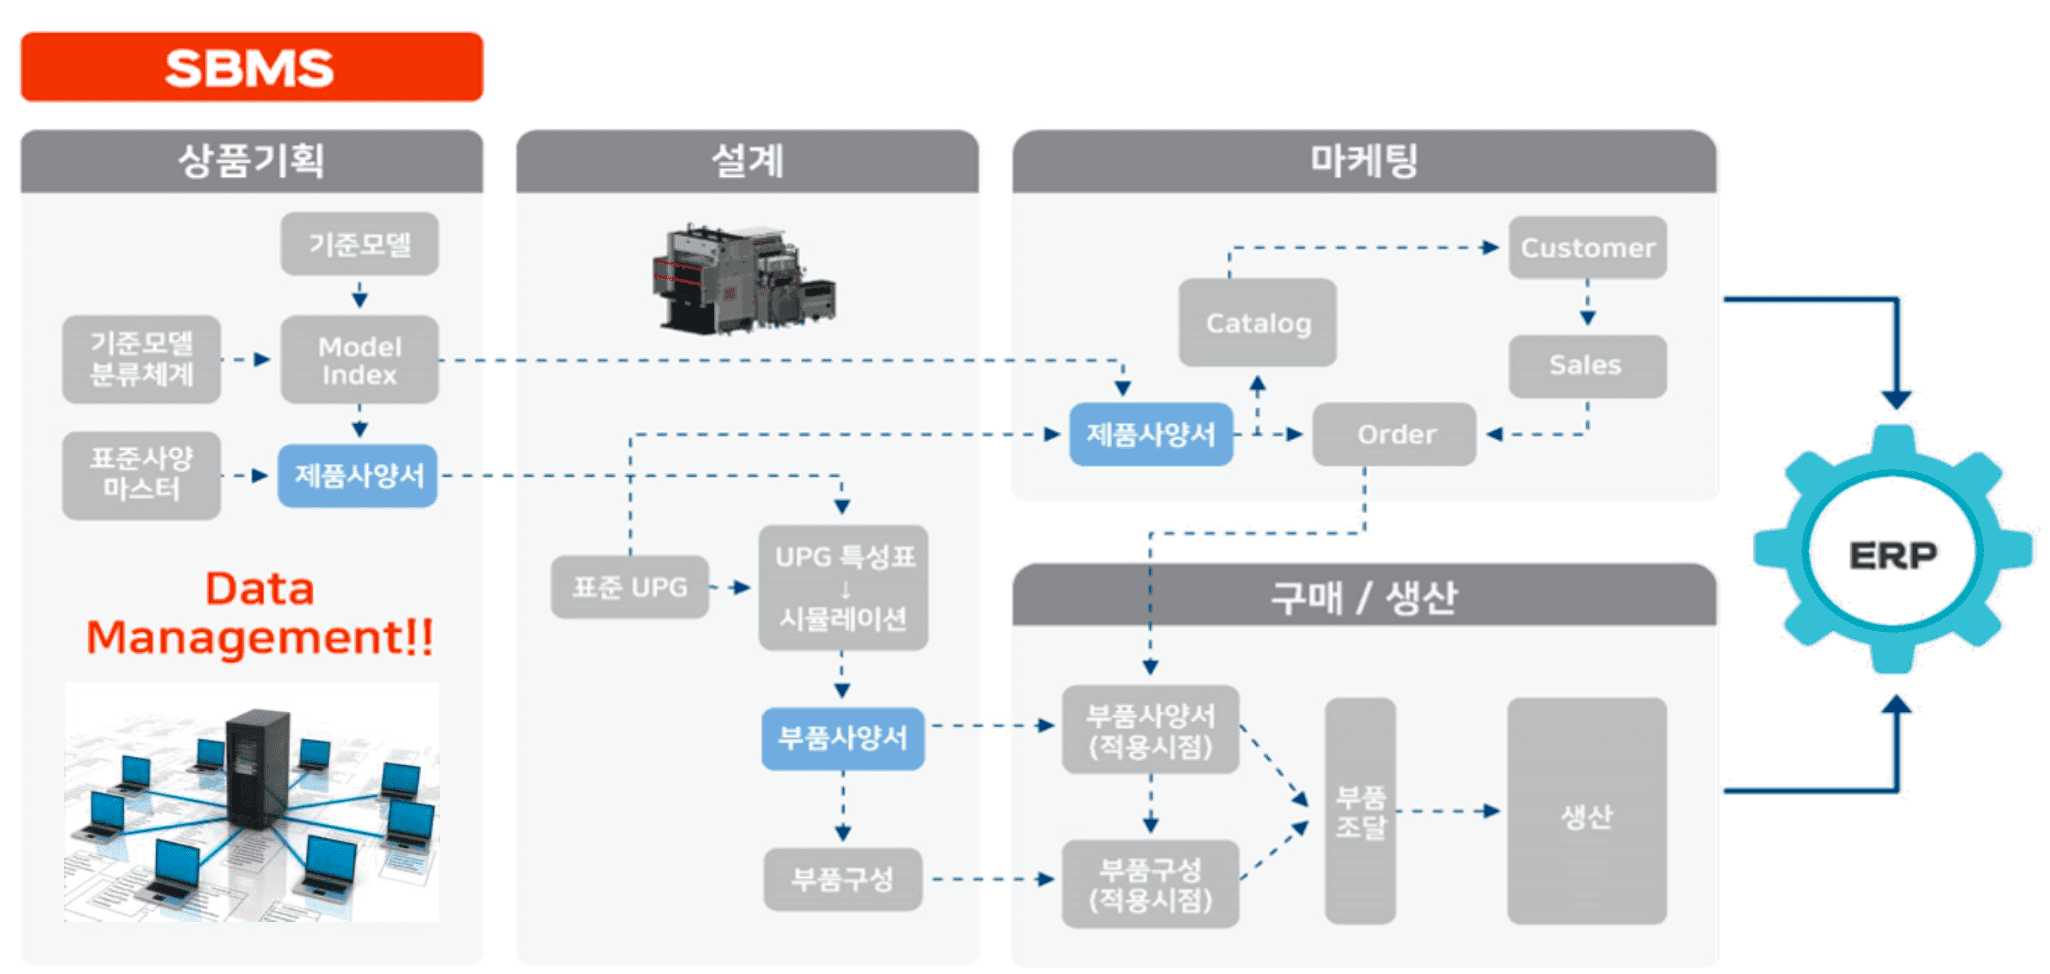 SBMS
상품기획
기준모델
기준모델
분류체계
Model
Index
표준사양
마스터
제품사양서
Data
Management!!
설계
표준 UPG
UPG 특성표
↓
시뮬레이션
부품사양서
부품구성
마케팅
Customer
Catalog
Sales
제품사양서
Order
구매 / 생산
부품사양서
(적용시점)
부품구성
(적용시점)
부품
조달
생산
ERP